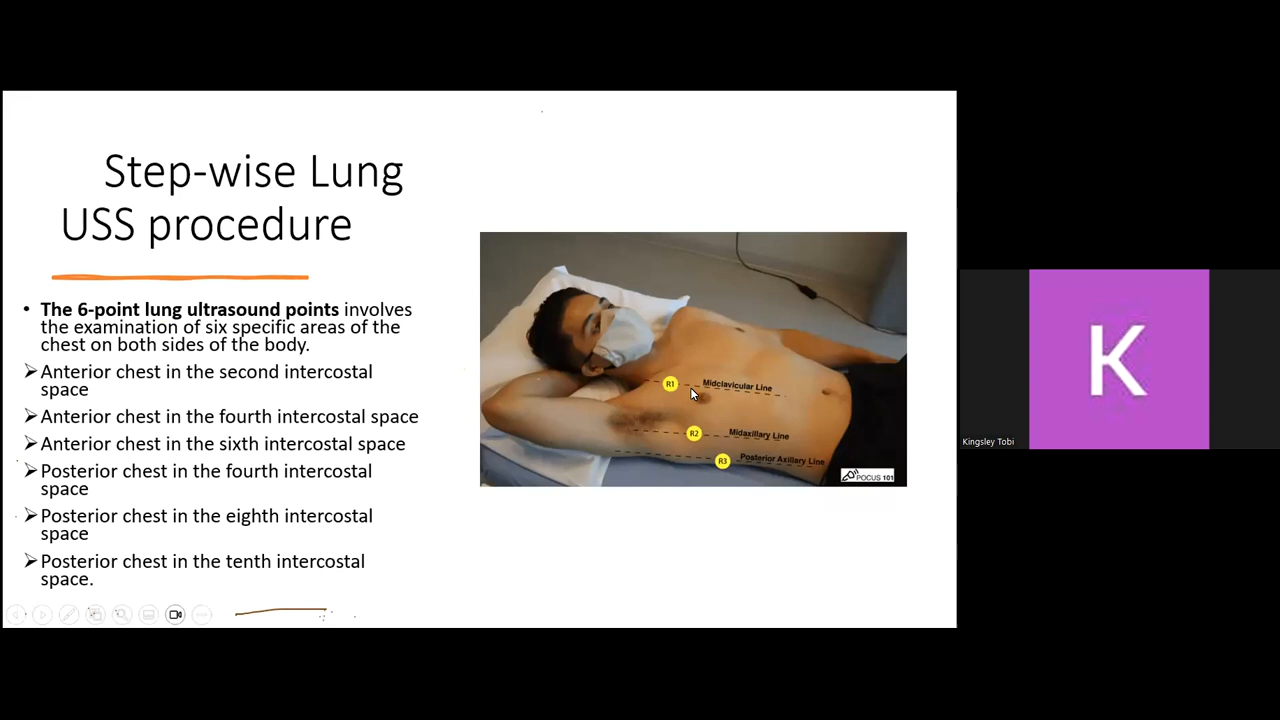 Step-wise Lung
USS procedure
• The 6-point lung ultrasound points involves
the examination of six specific areas of the
chest on both sides of the body.
➢Anterior chest in the second intercostal
space
➢Anterior chest in the fourth intercostal space
➢Anterior chest in the sixth intercostal space
➢Posterior chest in the fourth intercostal
space
➢Posterior chest in the eighth intercostal
space
➢Posterior chest in the tenth intercostal
space.
R1 Midclavicular Line
R2 Midaxillary Line
R3 Posterior Axillary Line
POCUS 101
K
Kingsley Tobi